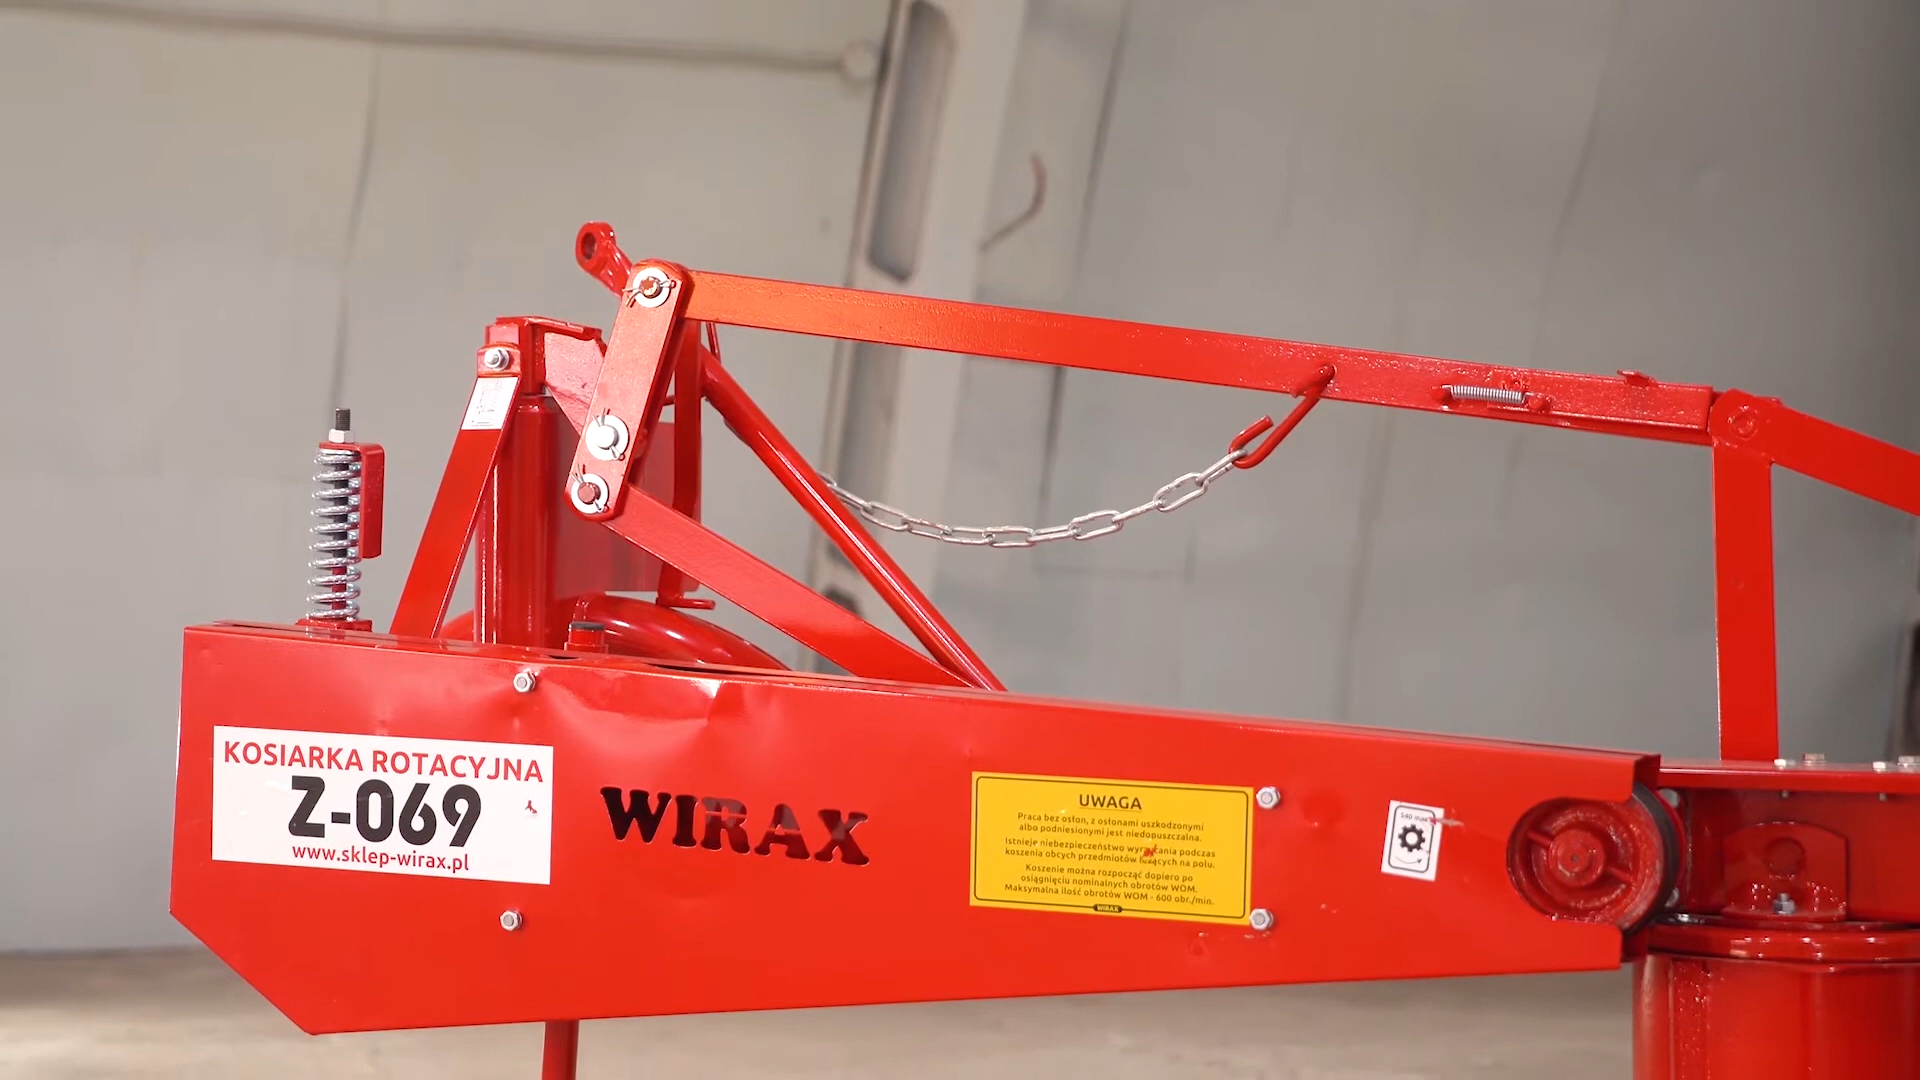 KOSIARKA ROTACYJNA
Z-069
www.sklep-wirax.pl
WIRAX
UWAGA
Praca bez osłon, z osłonami uszkodzonymi
albo podniesionymi jest niedopuszczalna.
Istnieje niebezpieczeństwo wyrzucania podczas
koszenia obcych przedmiotów leżących na polu.
Koszenie można rozpocząć dopiero po
osiągnięciu nominalnych obrotów WOM.
Maksymalna ilość obrotów WOM - 600 obr./min.
WIRAX